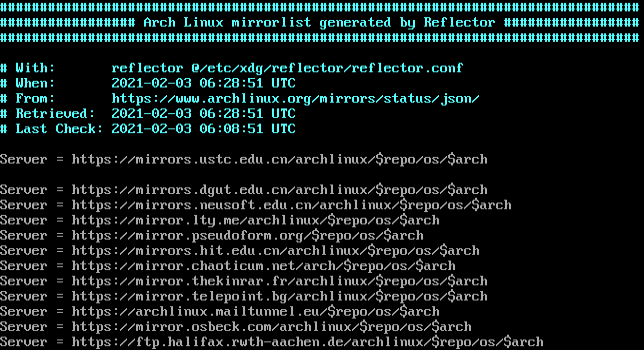 ################################################################################
################# Arch Linux mirrorlist generated by Reflector #################
################################################################################
# With:       reflector @/etc/xdg/reflector/reflector.conf
# When:       2021-02-03 06:28:51 UTC
# From:       https://www.archlinux.org/mirrors/status/json/
# Retrieved:  2021-02-03 06:28:51 UTC
# Last Check: 2021-02-03 06:08:51 UTC
Server = https://mirrors.ustc.edu.cn/archlinux/$repo/os/$arch
Server = https://mirrors.dgut.edu.cn/archlinux/$repo/os/$arch
Server = https://mirrors.neusoft.edu.cn/archlinux/$repo/os/$arch
Server = https://mirror.lty.me/archlinux/$repo/os/$arch
Server = https://mirror.pseudoform.org/$repo/os/$arch
Server = https://mirrors.hit.edu.cn/archlinux/$repo/os/$arch
Server = https://mirror.chaoticum.net/arch/$repo/os/$arch
Server = https://mirror.thekinrar.fr/archlinux/$repo/os/$arch
Server = https://mirror.telepoint.bg/archlinux/$repo/os/$arch
Server = https://archlinux.mailtunnel.eu/$repo/os/$arch
Server = https://mirror.osbeck.com/archlinux/$repo/os/$arch
Server = https://ftp.halifax.rwth-aachen.de/archlinux/$repo/os/$arch